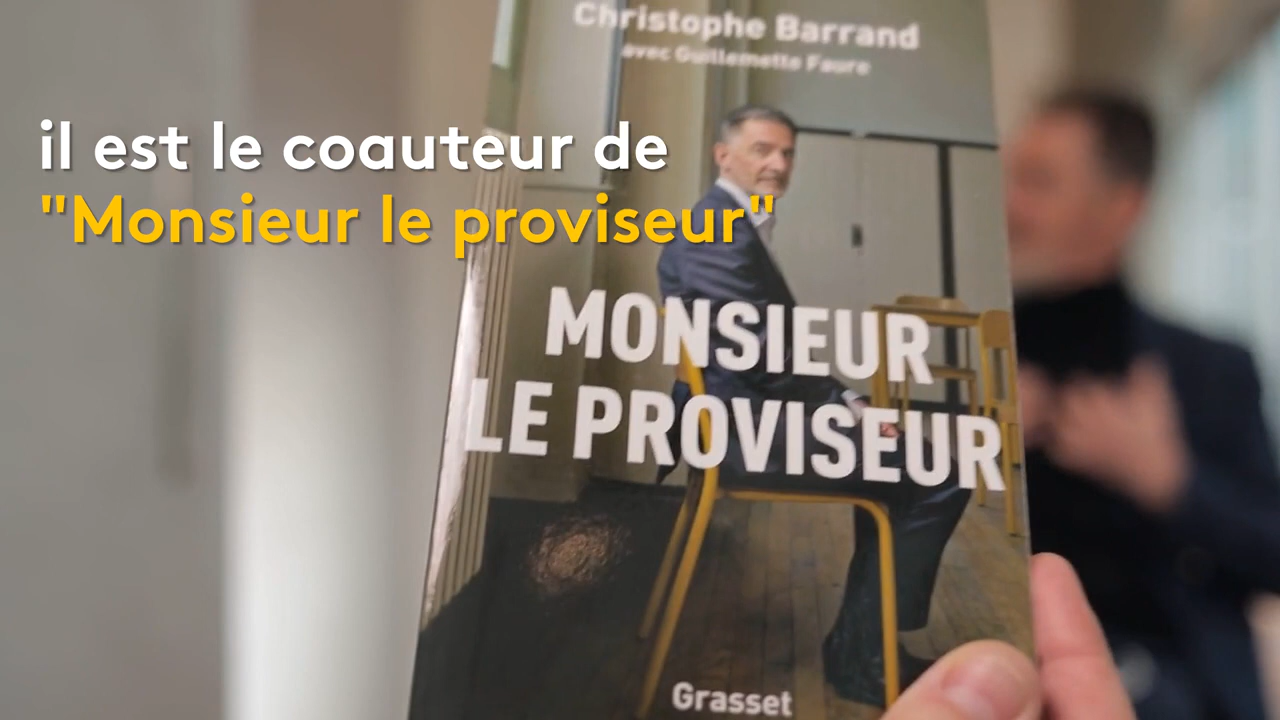 Christophe Barrand
avec Guillemette Faure
il est le coauteur de
"Monsieur le proviseur"
MONSIEUR
LE PROVISEUR
Grasset